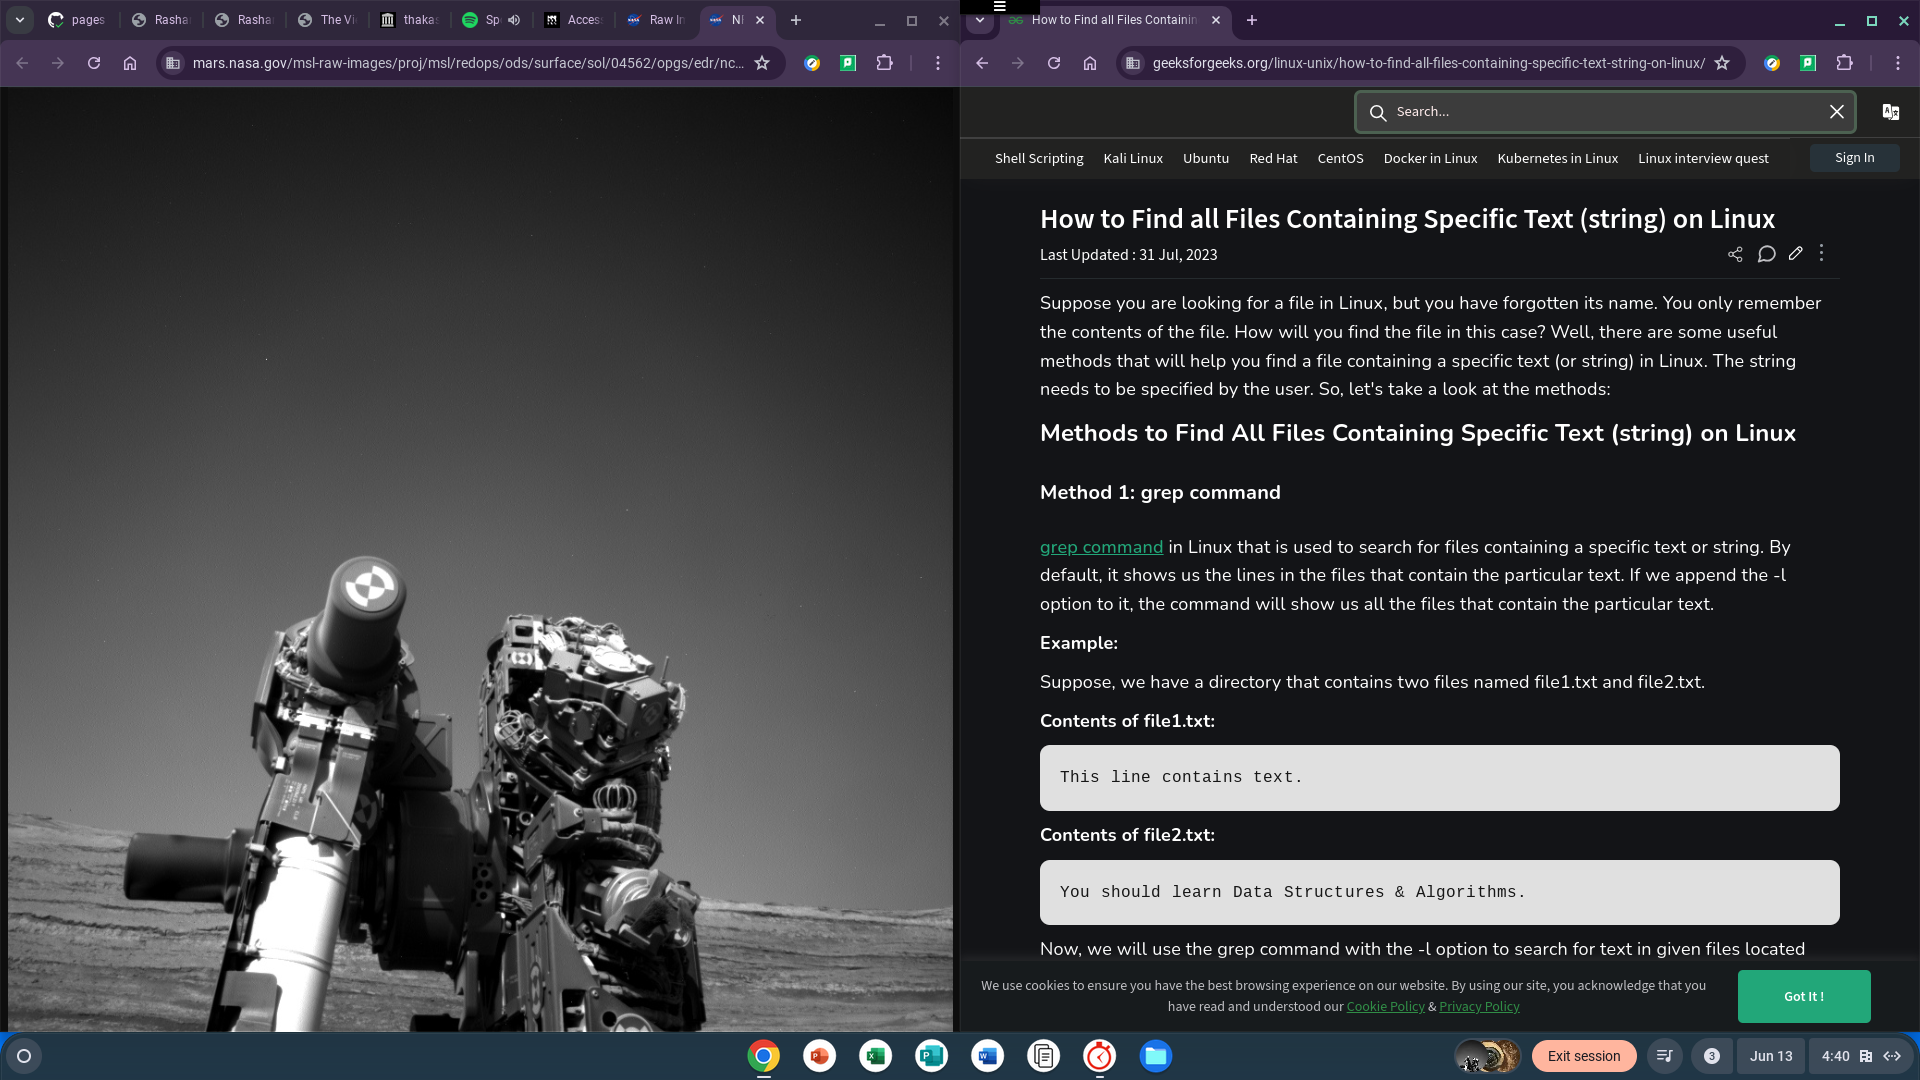 pages
Rasha
Rasha
The Vi
thakas
Sp
Acces
Raw In
NR
mars.nasa.gov/msl-raw-images/proj/msl/redops/ods/surface/sol/04562/opgs/edr/nc...
How to Find all Files Containin
geeksforgeeks.org/linux-unix/how-to-find-all-files-containing-specific-text-string-on-linux/
Search...
Shell Scripting
Kali Linux
Ubuntu
Red Hat
CentOS
Docker in Linux
Kubernetes in Linux
Linux interview quest
Sign In
How to Find all Files Containing Specific Text (string) on Linux
Last Updated : 31 Jul, 2023
Suppose you are looking for a file in Linux, but you have forgotten its name. You only remember
the contents of the file. How will you find the file in this case? Well, there are some useful
methods that will help you find a file containing a specific text (or string) in Linux. The string
needs to be specified by the user. So, let's take a look at the methods:
Methods to Find All Files Containing Specific Text (string) on Linux
Method 1: grep command
grep command in Linux that is used to search for files containing a specific text or string. By
default, it shows us the lines in the files that contain the particular text. If we append the -l
option to it, the command will show us all the files that contain the particular text.
Example:
Suppose, we have a directory that contains two files named file1.txt and file2.txt.
Contents of file1.txt:
This line contains text.
Contents of file2.txt:
You should learn Data Structures & Algorithms.
Now, we will use the grep command with the -l option to search for text in given files located
We use cookies to ensure you have the best browsing experience on our website. By using our site, you acknowledge that you
have read and understood our Cookie Policy & Privacy Policy
Got It !
Exit session
3
Jun 13
4:40